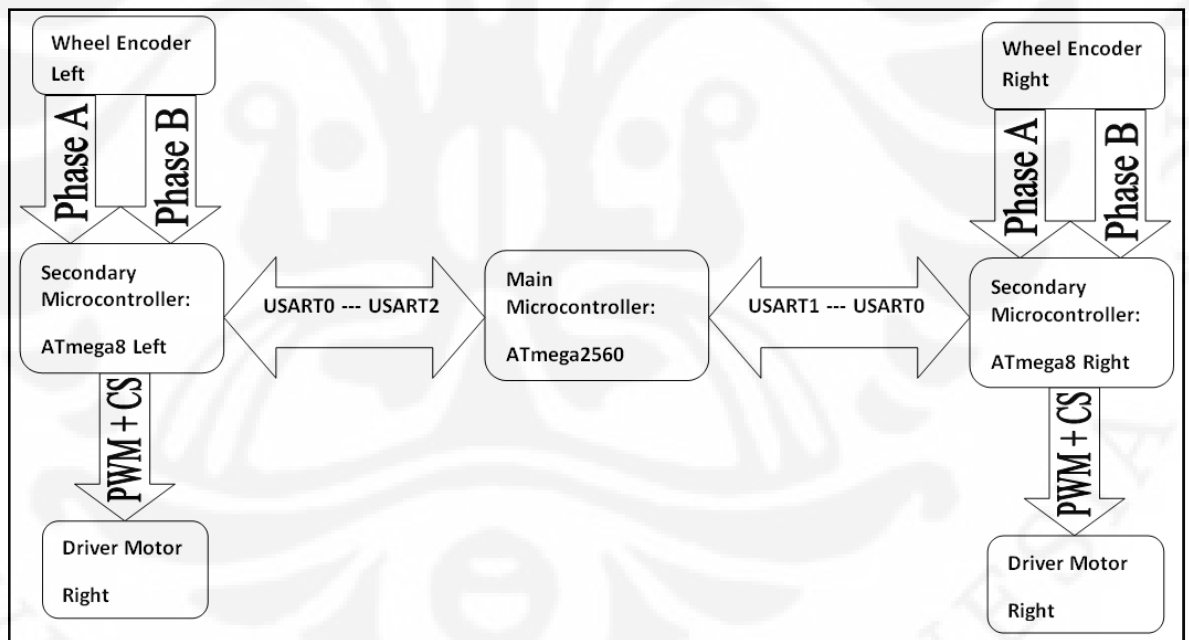 Wheel Encoder
Left
Wheel Encoder
Right
Phase A
Phase B
Phase A
Phase B
Secondary
Microcontroller:
ATmega8 Left
USART0 --- USART2
Main
Microcontroller:
ATmega2560
USART1 --- USART0
Secondary
Microcontroller:
ATmega8 Right
PWM + CS
PWM + CS
Driver Motor
Right
Driver Motor
Right